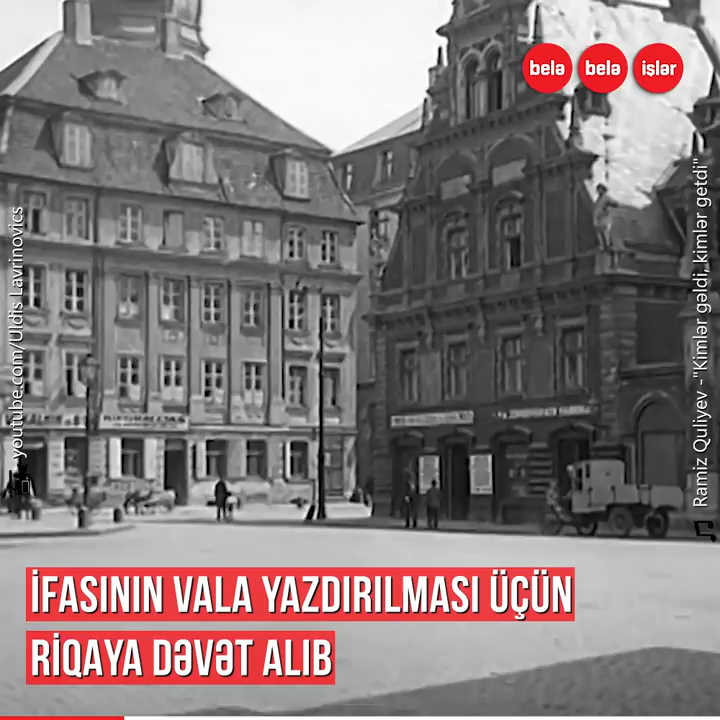 belə belə işlər
youtube.com/Uldis Lavrinovics
Ramiz Quliyev -"Kimlər gəldi, kimlər getdi"
İFASININ VALA YAZDIRILMASI ÜÇÜN
RİQAYA DƏVƏT ALIB